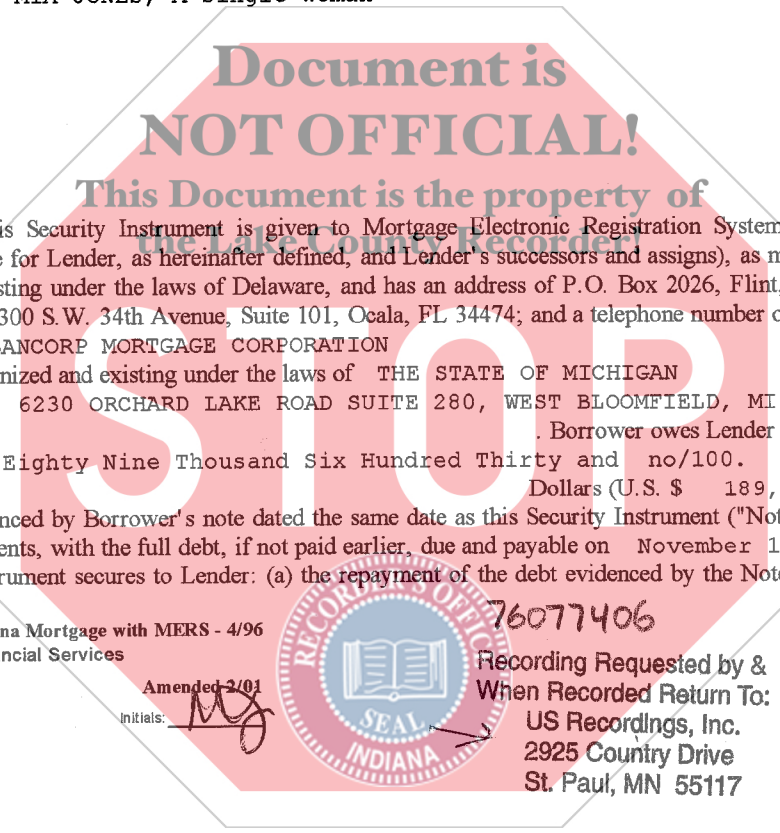 MIA JONES, A Single Woman
Document is
NOT OFFICIAL!
This Document is the property of
the Lake County Recorder!
is Security Instrument is given to Mortgage Electronic Registration System
e for Lender, as hereinafter defined, and Lender's successors and assigns), as m
sting under the laws of Delaware, and has an address of P.O. Box 2026, Flint,
300 S.W. 34th Avenue, Suite 101, Ocala, FL 34474; and a telephone number o
ANCORP MORTGAGE CORPORATION
nized and existing under the laws of THE STATE OF MICHIGAN
6230 ORCHARD LAKE ROAD SUITE 280, WEST BLOOMFIELD, MI
. Borrower owes Lender
Eighty Nine Thousand Six Hundred Thirty and no/100.
Dollars (U.S. $ 189,
nced by Borrower's note dated the same date as this Security Instrument ("Not
ents, with the full debt, if not paid earlier, due and payable on November 1
rument secures to Lender: (a) the repayment of the debt evidenced by the Note
STOP
na Mortgage with MERS - 4/96
ncial Services
Amended 2/01
Initials: MJ
RECORDER'S OFFICE
SEAL
INDIANA
76077406
Recording Requested by &
When Recorded Return To:
US Recordings, Inc.
2925 Country Drive
St. Paul, MN 55117